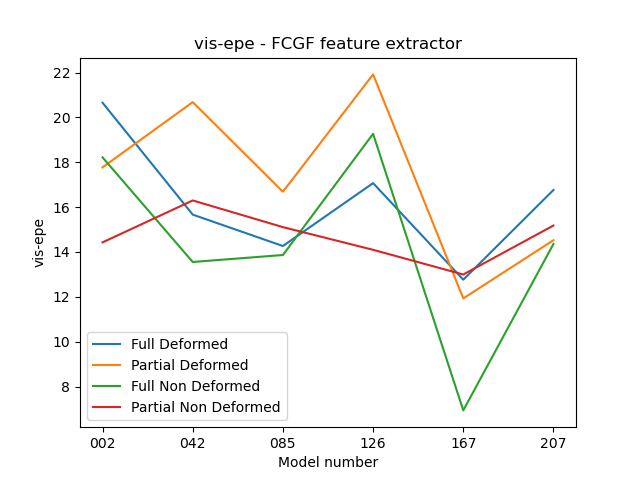 vis-epe - FCGF feature extractor
22
20
18
16
14
12
10
8
vis-epe
Full Deformed
Partial Deformed
Full Non Deformed
Partial Non Deformed
002 042 085 126 167 207
Model number